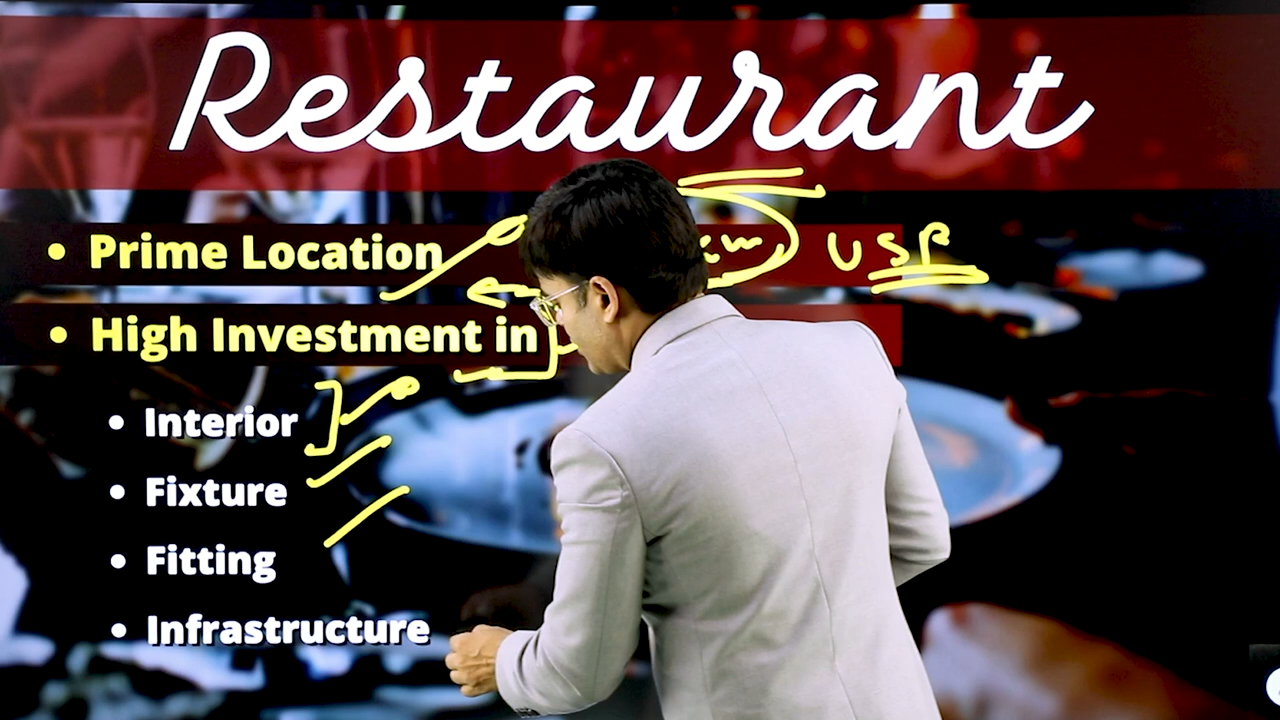 Restaurant
• Prime Location
USP
• High Investment in
• Interior
• Fixture
• Fitting
• Infrastructure